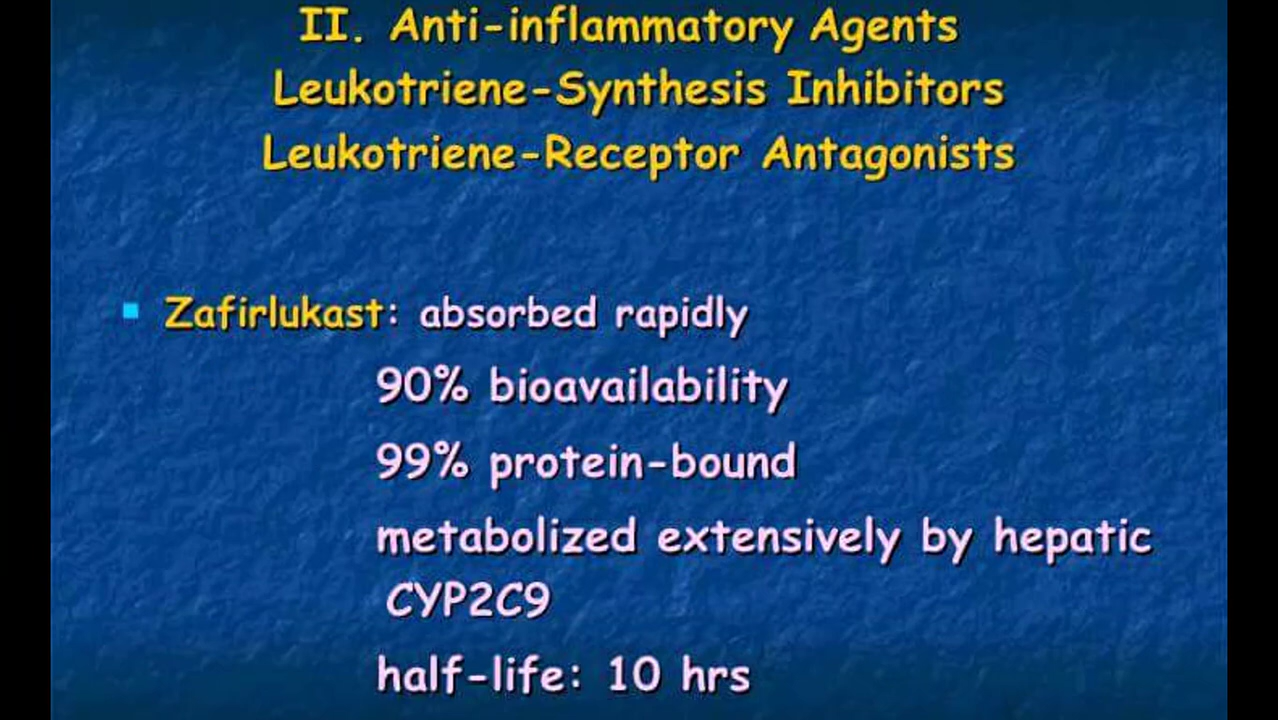 II. Anti-inflammatory Agents
Leukotriene-Synthesis Inhibitors
Leukotriene-Receptor Antagonists
Zafirlukast: absorbed rapidly
90% bioavailability
99% protein-bound
metabolized extensively by hepatic
CYP2C9
half-life: 10 hrs